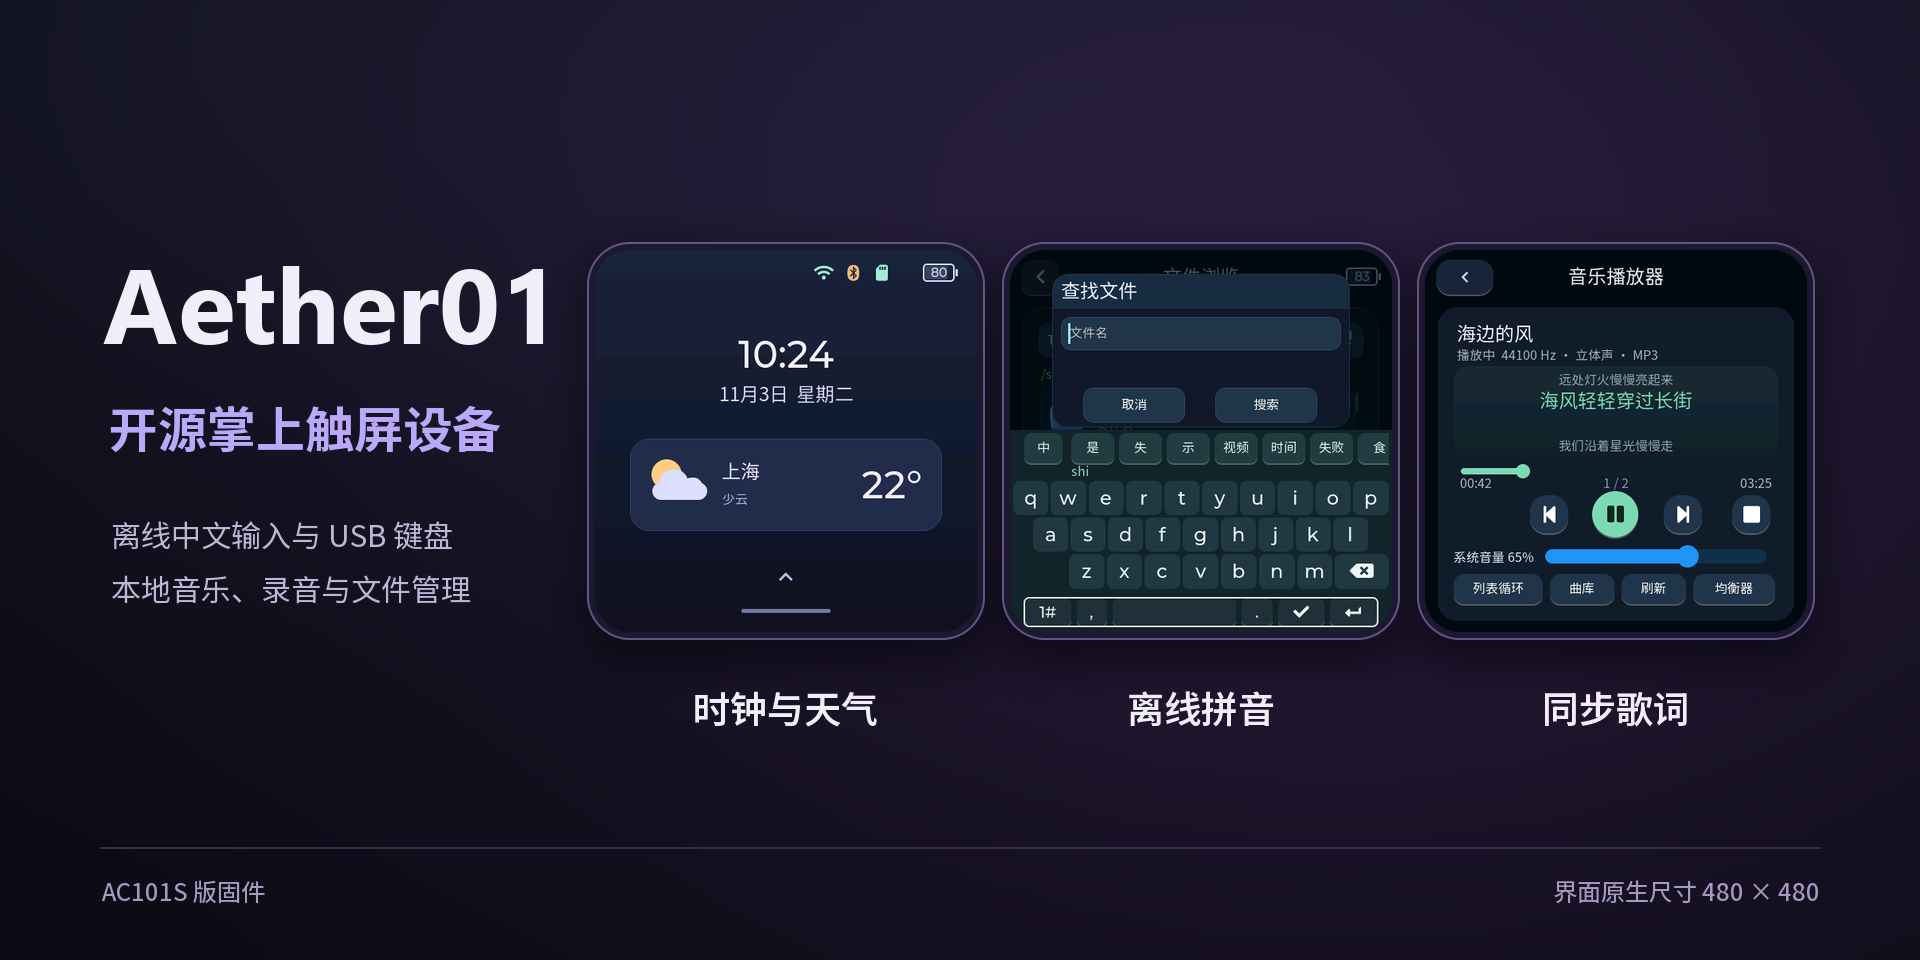 Aether01
开源掌上触屏设备
离线中文输入与 USB 键盘
本地音乐、录音与文件管理
80
10:24
11月3日 星期二
上海
少云
22°
时钟与天气
文件浏览
83
查找文件
文件名
取消
搜索
中 是 失 示 视频 时间 失败 食
shi
q w e r t y u i o p
a s d f g h j k l
z x c v b n m
1# , .
离线拼音
音乐播放器
海边的风
播放中 44100 Hz · 立体声 · MP3
远处灯火慢慢亮起来
海风轻轻穿过长街
我们沿着星光慢慢走
00:42 1 / 2 03:25
系统音量 65%
列表循环 曲库 刷新 均衡器
同步歌词
AC101S 版固件
界面原生尺寸 480 × 480